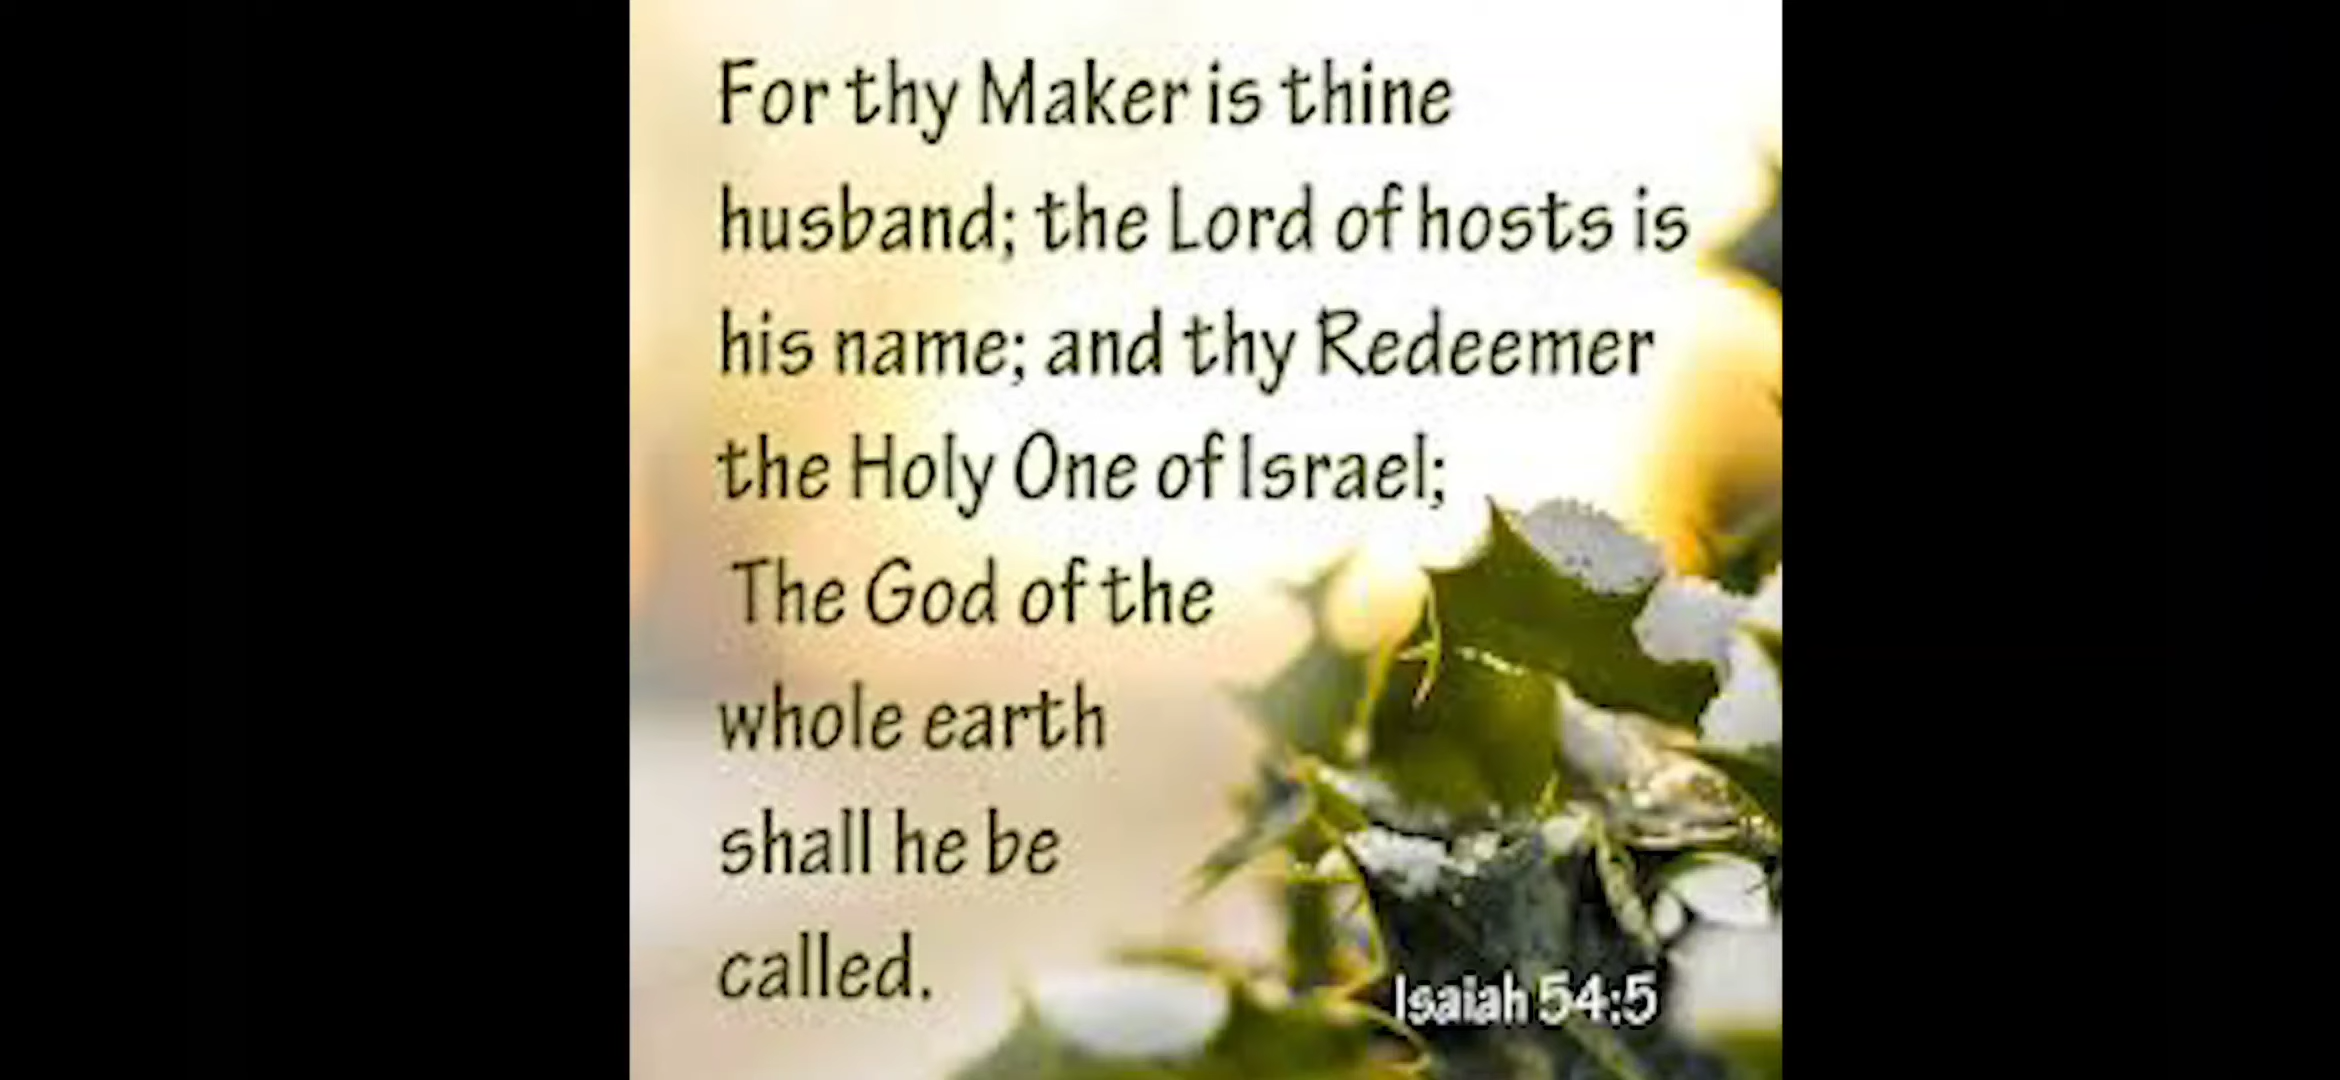 For thy Maker is thine
husband; the Lord of hosts is
his name; and thy Redeemer
the Holy One of Israel;
The God of the
whole earth
shall he be
called.
Isaiah 54:5